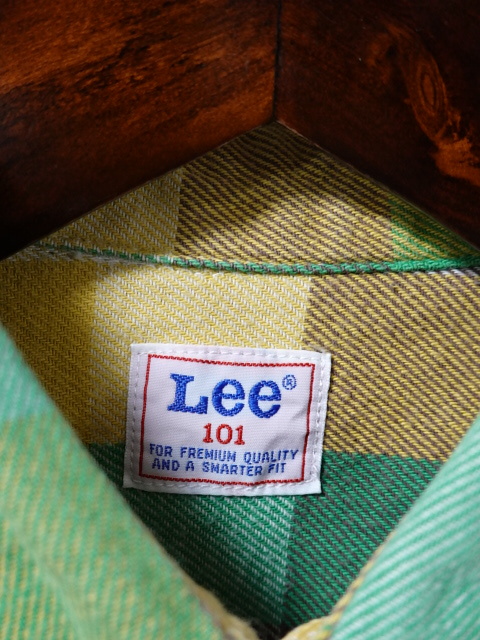 Lee®
101
FOR PREMIUM QUALITY
AND A SMARTER FIT